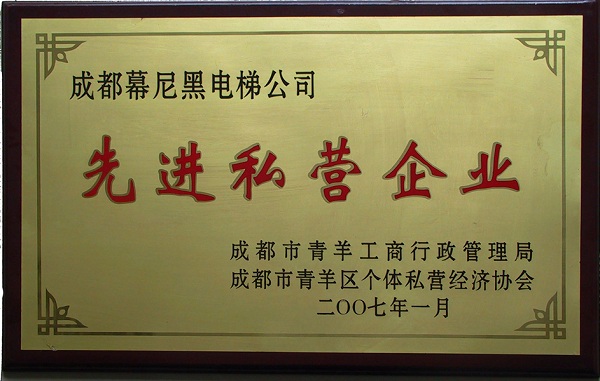 成都幕尼黑电梯公司
先进私营企业
成都市青羊工商行政管理局
成都市青羊区个体私营经济协会
二〇〇七年一月